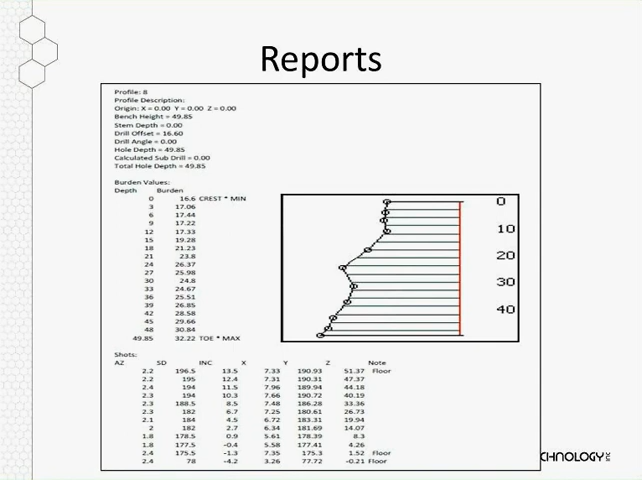 Reports
Profile: 8
Profile Description:
Origin: X = 0.00 Y = 0.00 Z = 0.00
Bench Height = 49.85
Stem Depth = 0.00
Drill Offset = 16.60
Drill Angle = 0.00
Hole Depth = 49.85
Calculated Sub Drill = 0.00
Total Hole Depth = 49.85
Burden Values:
Depth Burden
0 16.6 CREST * MIN
3 17.06
6 17.44
9 17.22
12 17.33
15 19.28
18 21.23
21 23.8
24 26.37
27 25.98
30 24.8
33 24.67
36 25.51
39 26.85
42 28.58
45 29.66
48 30.84
49.85 32.22 TOE * MAX
0
10
20
30
40
Shots:
AZ SD INC X Y Z Note
2.2 196.5 13.5 7.33 190.93 51.37 Floor
2.2 195 12.4 7.31 190.31 47.37
2.4 194 11.5 7.96 189.94 44.18
2.3 194 10.3 7.66 190.72 40.19
2.3 188.5 8.5 7.48 186.28 33.36
2.3 182 6.7 7.25 180.61 26.73
2.1 184 4.5 6.72 183.31 19.94
2 182 2.7 6.34 181.69 14.07
1.8 178.5 0.9 5.61 178.39 8.3
1.8 177.5 -0.4 5.58 177.41 4.26
2.4 175.5 -1.3 7.35 175.3 1.52 Floor
2.4 78 -4.2 3.26 77.72 -0.21 Floor
CHNOLOGY